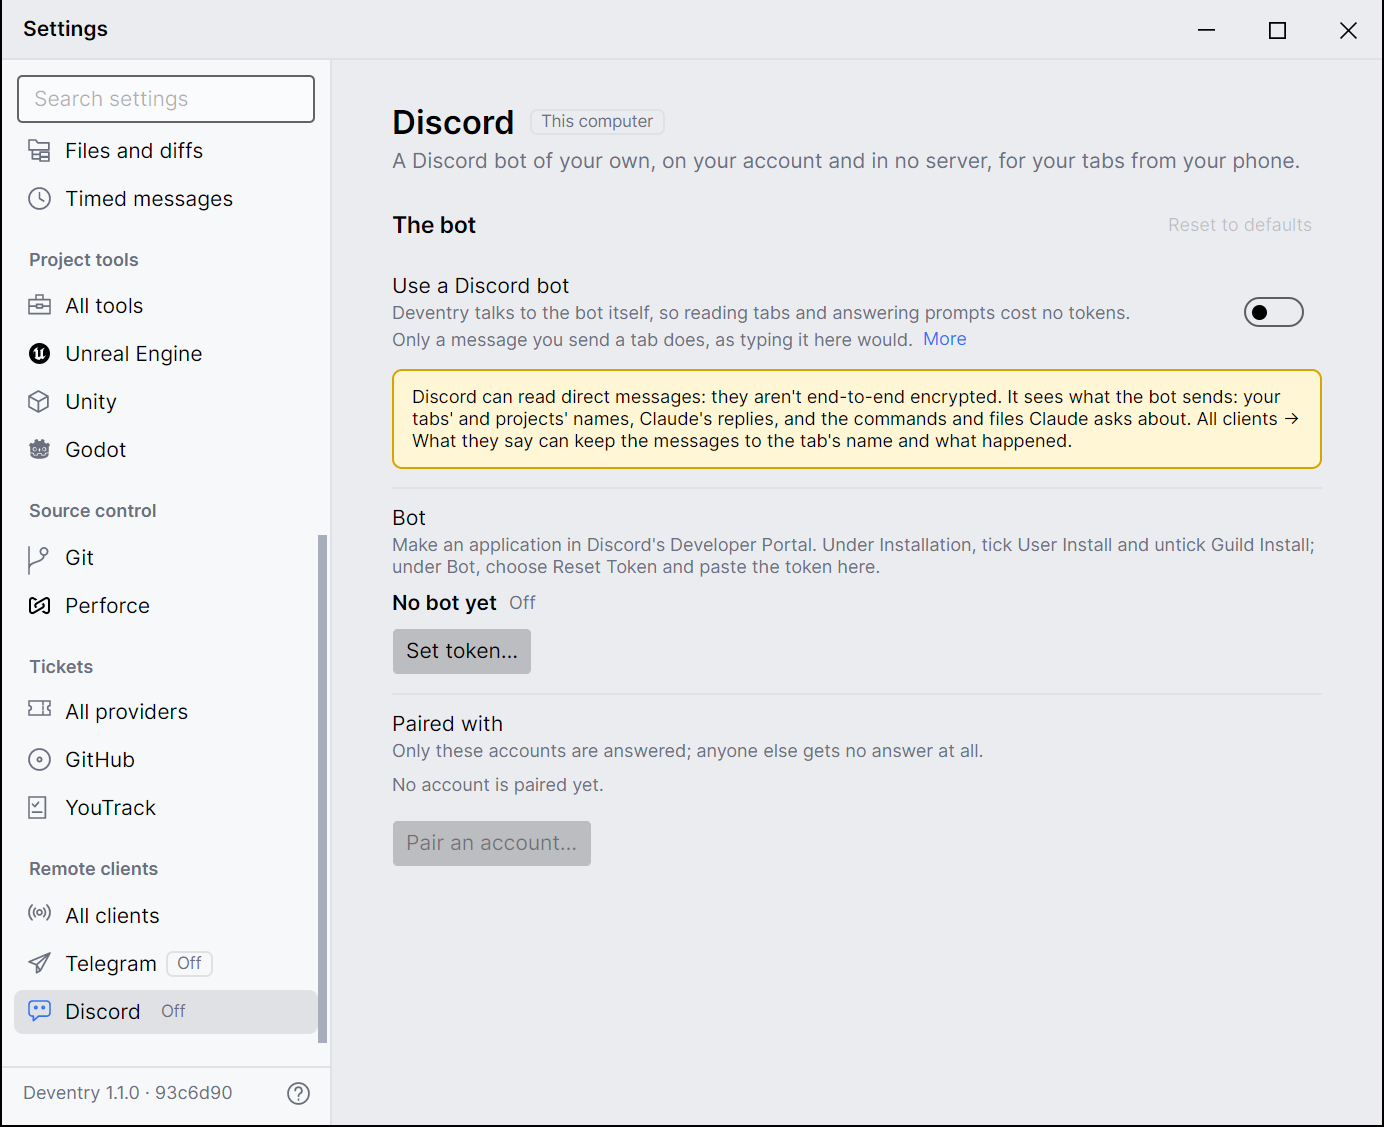 Settings
Search settings
Files and diffs
Timed messages
Project tools
All tools
Unreal Engine
Unity
Godot
Source control
Git
Perforce
Tickets
All providers
GitHub
YouTrack
Remote clients
All clients
Telegram Off
Discord Off
Deventry 1.1.0 · 93c6d90
Discord This computer
A Discord bot of your own, on your account and in no server, for your tabs from your phone.
The bot Reset to defaults
Use a Discord bot
Deventry talks to the bot itself, so reading tabs and answering prompts cost no tokens.
Only a message you send a tab does, as typing it here would. More
Discord can read direct messages: they aren't end-to-end encrypted. It sees what the bot sends: your
tabs' and projects' names, Claude's replies, and the commands and files Claude asks about. All clients →
What they say can keep the messages to the tab's name and what happened.
Bot
Make an application in Discord's Developer Portal. Under Installation, tick User Install and untick Guild Install;
under Bot, choose Reset Token and paste the token here.
No bot yet Off
Set token...
Paired with
Only these accounts are answered; anyone else gets no answer at all.
No account is paired yet.
Pair an account...